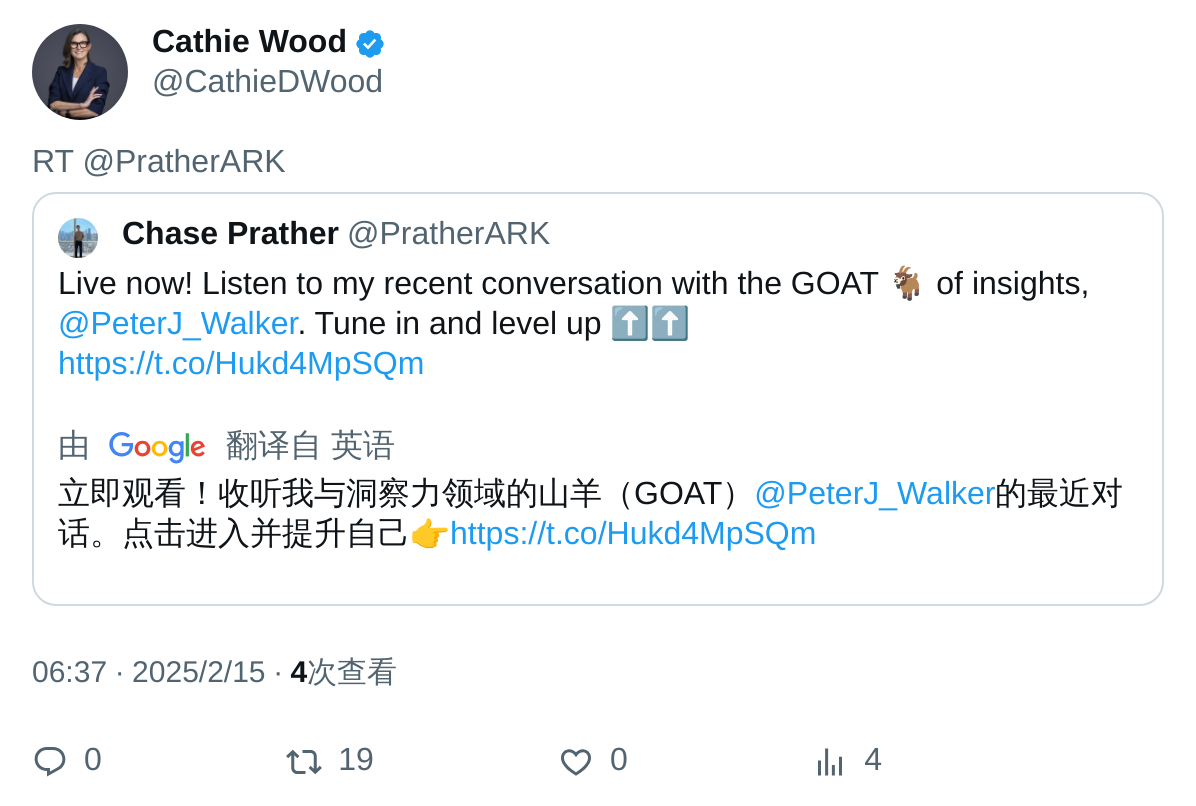 Cathie Wood
@CathieDWood
RT @PratherARK
Chase Prather @PratherARK
Live now! Listen to my recent conversation with the GOAT 🐐 of insights,
@PeterJ_Walker. Tune in and level up ⬆️⬆️
https://t.co/Hukd4MpSQm
由 Google 翻译自 英语
立即观看！收听我与洞察力领域的山羊（GOAT）@PeterJ_Walker的最近对
话。点击进入并提升自己👉https://t.co/Hukd4MpSQm
06:37 · 2025/2/15 · 4次查看
0 19 0 4